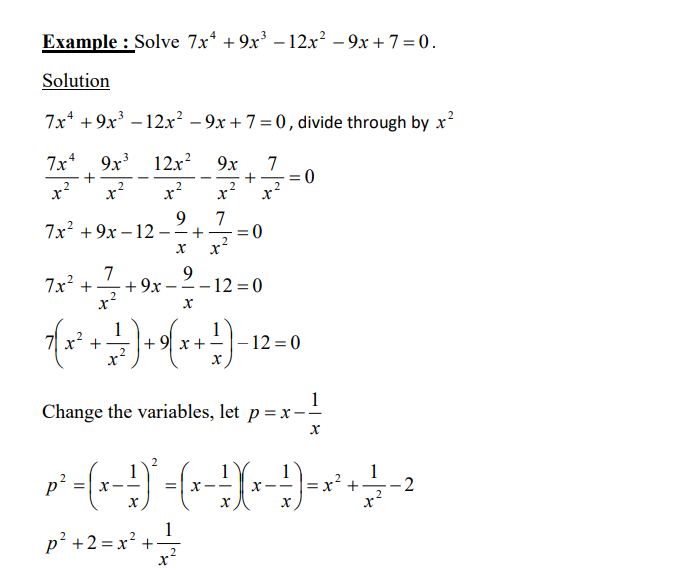 Example : Solve 7x⁴ + 9x³ − 12x² − 9x + 7 = 0.
Solution
7x⁴ + 9x³ − 12x² − 9x + 7 = 0, divide through by x²
7x⁴/x² + 9x³/x² − 12x²/x² − 9x/x² + 7/x² = 0
7x² + 9x − 12 − 9/x + 7/x² = 0
7x² + 7/x² + 9x − 9/x − 12 = 0
7(x² + 1/x²) + 9(x + 1/x) − 12 = 0
Change the variables, let p = x − 1/x
p² = (x − 1/x)² = (x − 1/x)(x − 1/x) = x² + 1/x² − 2
p² + 2 = x² + 1/x²